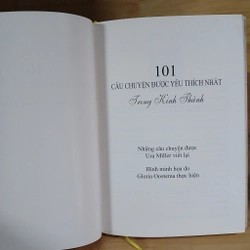 101
CÂU CHUYỆN ĐƯỢC YÊU THÍCH NHẤT
Trong Kinh Thánh
Những câu chuyện được
Ura Miller viết lại
Hình minh họa do
Gloria Oostema thực hiện